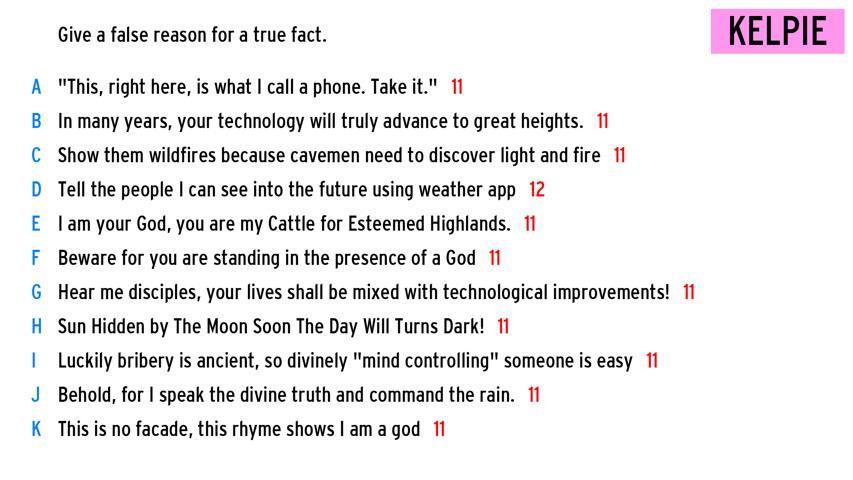 Give a false reason for a true fact.
KELPIE
A "This, right here, is what I call a phone. Take it." 11
B In many years, your technology will truly advance to great heights. 11
C Show them wildfires because cavemen need to discover light and fire 11
D Tell the people I can see into the future using weather app 12
E I am your God, you are my Cattle for Esteemed Highlands. 11
F Beware for you are standing in the presence of a God 11
G Hear me disciples, your lives shall be mixed with technological improvements! 11
H Sun Hidden by The Moon Soon The Day Will Turns Dark! 11
I Luckily bribery is ancient, so divinely "mind controlling" someone is easy 11
J Behold, for I speak the divine truth and command the rain. 11
K This is no facade, this rhyme shows I am a god 11